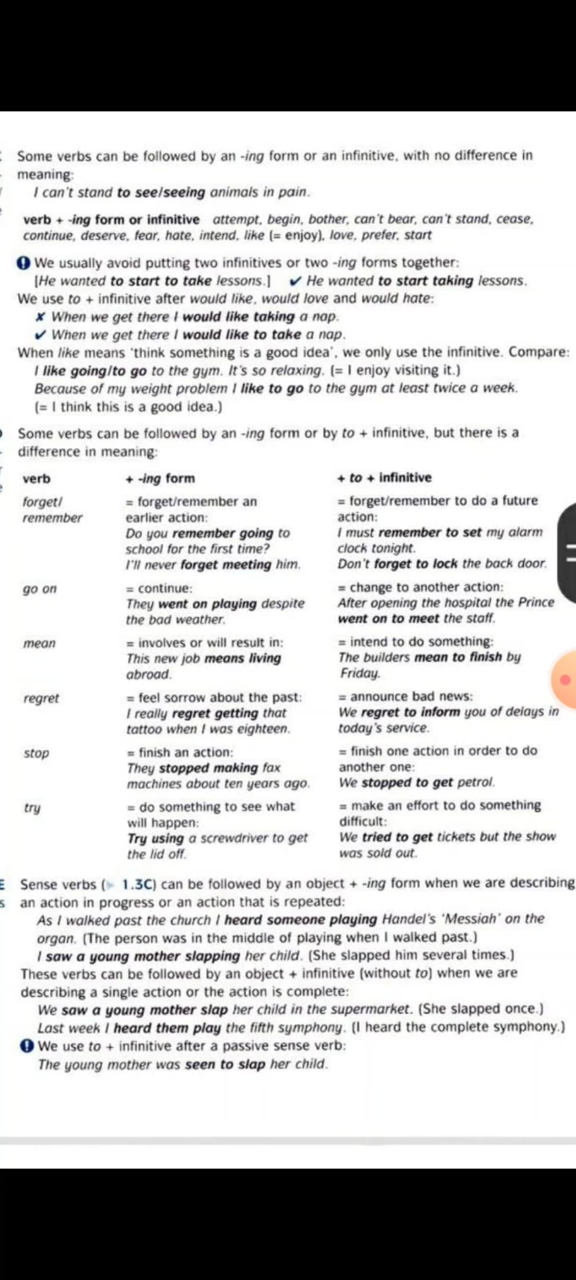 Some verbs can be followed by an -ing form or an infinitive, with no difference in
meaning:
I can't stand to see/seeing animals in pain.
verb + -ing form or infinitive attempt, begin, bother, can't bear, can't stand, cease,
continue, deserve, fear, hate, intend, like (= enjoy), love, prefer, start
! We usually avoid putting two infinitives or two -ing forms together:
[He wanted to start to take lessons.] ✔ He wanted to start taking lessons.
We use to + infinitive after would like, would love and would hate:
✗ When we get there I would like taking a nap.
✔ When we get there I would like to take a nap.
When like means 'think something is a good idea', we only use the infinitive. Compare:
I like going/to go to the gym. It's so relaxing. (= I enjoy visiting it.)
Because of my weight problem I like to go to the gym at least twice a week.
(= I think this is a good idea.)
Some verbs can be followed by an -ing form or by to + infinitive, but there is a
difference in meaning:
verb + -ing form + to + infinitive
forget/ = forget/remember an = forget/remember to do a future
remember earlier action: action:
Do you remember going to I must remember to set my alarm
school for the first time? clock tonight.
I'll never forget meeting him. Don't forget to lock the back door.
go on = continue: = change to another action:
They went on playing despite After opening the hospital the Prince
the bad weather. went on to meet the staff.
mean = involves or will result in: = intend to do something:
This new job means living The builders mean to finish by
abroad. Friday.
regret = feel sorrow about the past: = announce bad news:
I really regret getting that We regret to inform you of delays in
tattoo when I was eighteen. today's service.
stop = finish an action: = finish one action in order to do
They stopped making fax another one:
machines about ten years ago. We stopped to get petrol.
try = do something to see what = make an effort to do something
will happen: difficult:
Try using a screwdriver to get We tried to get tickets but the show
the lid off. was sold out.
E Sense verbs (▶ 1.3C) can be followed by an object + -ing form when we are describing
s an action in progress or an action that is repeated:
As I walked past the church I heard someone playing Handel's 'Messiah' on the
organ. (The person was in the middle of playing when I walked past.)
I saw a young mother slapping her child. (She slapped him several times.)
These verbs can be followed by an object + infinitive (without to) when we are
describing a single action or the action is complete:
We saw a young mother slap her child in the supermarket. (She slapped once.)
Last week I heard them play the fifth symphony. (I heard the complete symphony.)
! We use to + infinitive after a passive sense verb:
The young mother was seen to slap her child.